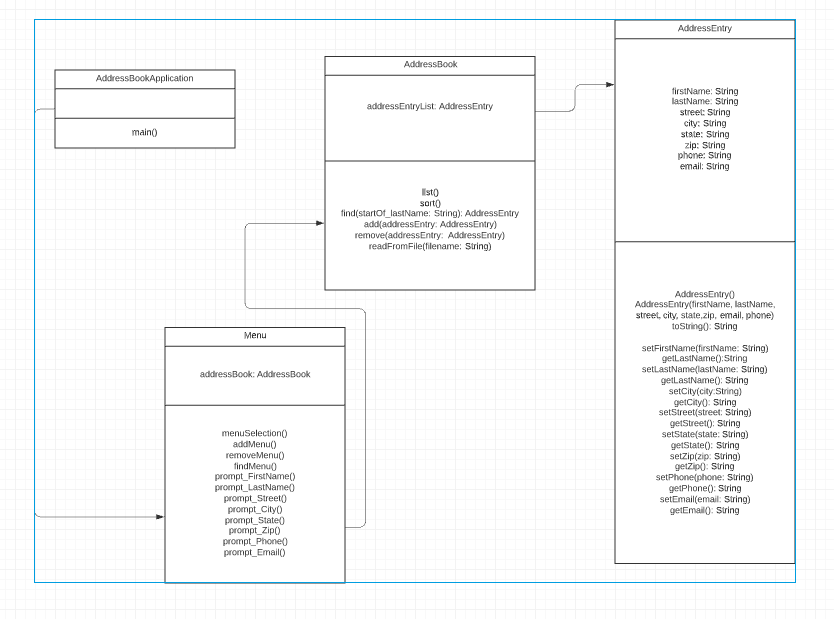 AddressBookApplication
main()
AddressBook
addressEntryList: AddressEntry
list()
sort()
find(startOf_lastName: String): AddressEntry
add(addressEntry: AddressEntry)
remove(addressEntry: AddressEntry)
readFromFile(filename: String)
AddressEntry
firstName: String
lastName: String
street: String
city: String
state: String
zip: String
phone: String
email: String
AddressEntry()
AddressEntry(firstName, lastName,
street, city, state,zip, email, phone)
toString(): String
setFirstName(firstName: String)
getLastName():String
setLastName(lastName: String)
getLastName(): String
setCity(city:String)
getCity(): String
setStreet(street: String)
getStreet(): String
setState(state: String)
getState(): String
setZip(zip: String)
getZip(): String
setPhone(phone: String)
getPhone(): String
setEmail(email: String)
getEmail(): String
Menu
addressBook: AddressBook
menuSelection()
addMenu()
removeMenu()
findMenu()
prompt_FirstName()
prompt_LastName()
prompt_Street()
prompt_City()
prompt_State()
prompt_Zip()
prompt_Phone()
prompt_Email()